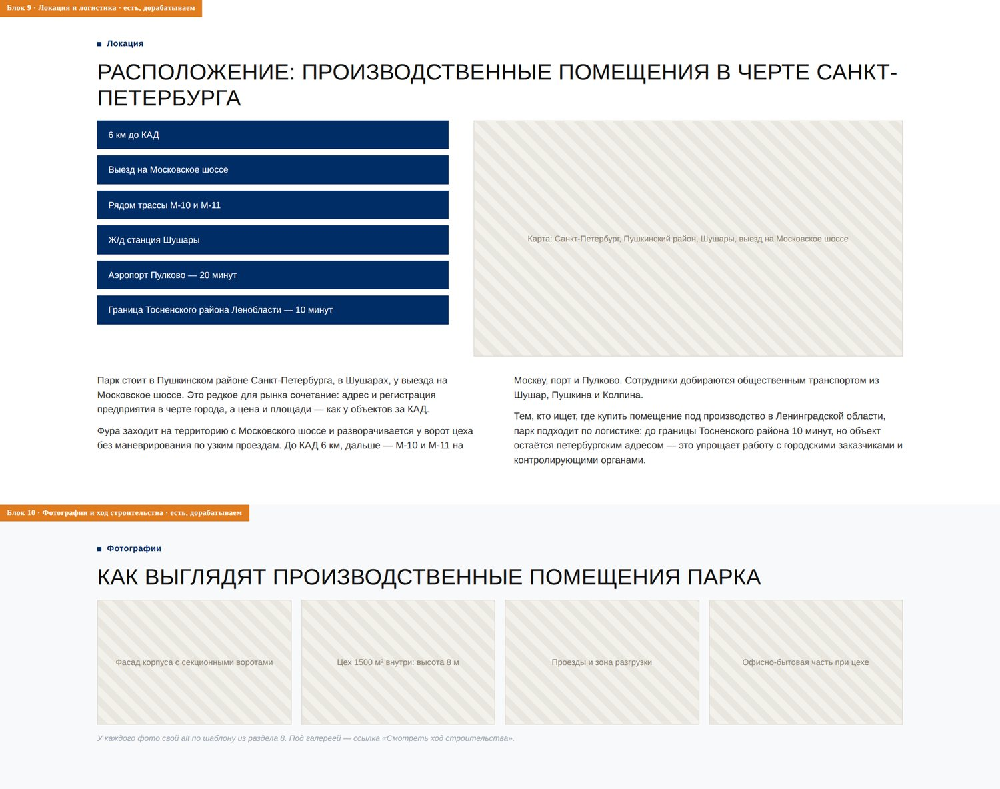 Блок 9 · Локация и логистика · есть, дорабатываем
Локация
РАСПОЛОЖЕНИЕ: ПРОИЗВОДСТВЕННЫЕ ПОМЕЩЕНИЯ В ЧЕРТЕ САНКТ-
ПЕТЕРБУРГА
6 км до КАД
Выезд на Московское шоссе
Рядом трассы М-10 и М-11
Ж/д станция Шушары
Аэропорт Пулково — 20 минут
Граница Тосненского района Ленобласти — 10 минут
Карта: Санкт-Петербург, Пушкинский район, Шушары, выезд на Московское шоссе
Парк стоит в Пушкинском районе Санкт-Петербурга, в Шушарах, у выезда на
Московское шоссе. Это редкое для рынка сочетание: адрес и регистрация
предприятия в черте города, а цена и площади — как у объектов за КАД.
Фура заходит на территорию с Московского шоссе и разворачивается у ворот цеха
без маневрирования по узким проездам. До КАД 6 км, дальше — М-10 и М-11 на
Москву, порт и Пулково. Сотрудники добираются общественным транспортом из
Шушар, Пушкина и Колпина.
Тем, кто ищет, где купить помещение под производство в Ленинградской области,
парк подходит по логистике: до границы Тосненского района 10 минут, но объект
остаётся петербургским адресом — это упрощает работу с городскими заказчиками и
контролирующими органами.
Блок 10 · Фотографии и ход строительства · есть, дорабатываем
Фотографии
КАК ВЫГЛЯДЯТ ПРОИЗВОДСТВЕННЫЕ ПОМЕЩЕНИЯ ПАРКА
Фасад корпуса с секционными воротами
Цех 1500 м² внутри: высота 8 м
Проезды и зона разгрузки
Офисно-бытовая часть при цехе
У каждого фото свой alt по шаблону из раздела 8. Под галереей — ссылка «Смотреть ход строительства».